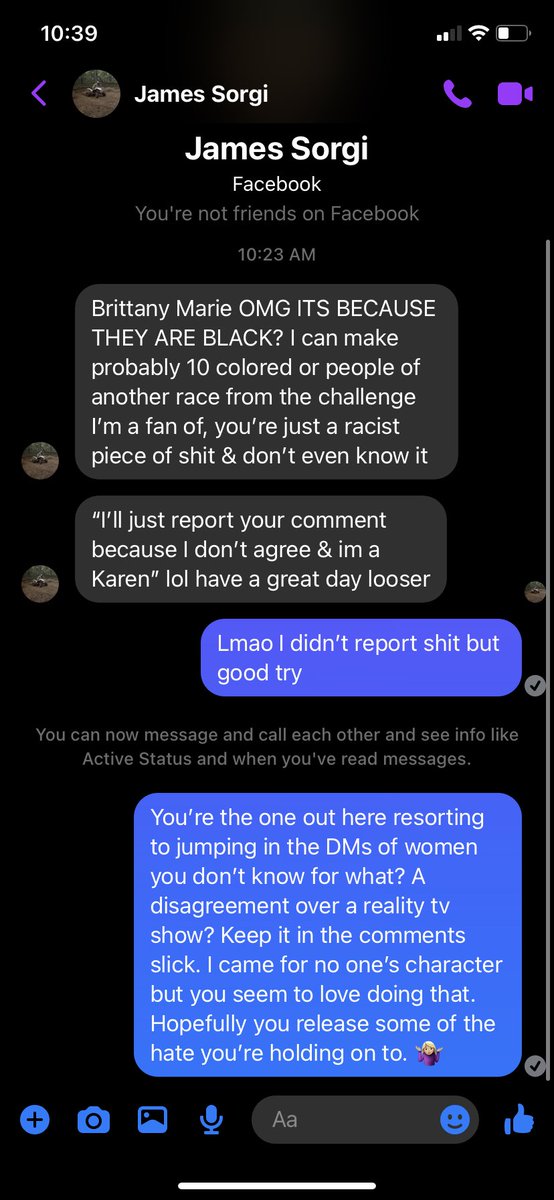 10:39
James Sorgi
James Sorgi
Facebook
You're not friends on Facebook
10:23 AM
Brittany Marie OMG ITS BECAUSE
THEY ARE BLACK? I can make
probably 10 colored or people of
another race from the challenge
I’m a fan of, you’re just a racist
piece of shit & don’t even know it
“I’ll just report your comment
because I don’t agree & im a
Karen” lol have a great day looser
Lmao I didn’t report shit but
good try
You can now message and call each other and see info like
Active Status and when you've read messages.
You’re the one out here resorting
to jumping in the DMs of women
you don’t know for what? A
disagreement over a reality tv
show? Keep it in the comments
slick. I came for no one’s character
but you seem to love doing that.
Hopefully you release some of the
hate you’re holding on to. 🤷🏼‍♀️
Aa